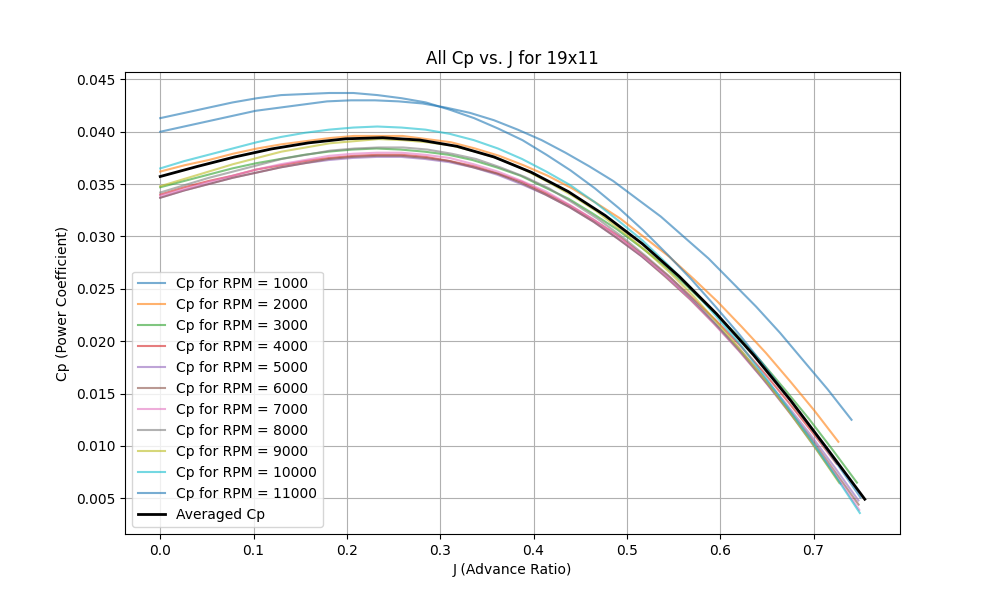 All Cp vs. J for 19x11
Cp (Power Coefficient)
0.045
0.040
0.035
0.030
0.025
0.020
0.015
0.010
0.005
Cp for RPM = 1000
Cp for RPM = 2000
Cp for RPM = 3000
Cp for RPM = 4000
Cp for RPM = 5000
Cp for RPM = 6000
Cp for RPM = 7000
Cp for RPM = 8000
Cp for RPM = 9000
Cp for RPM = 10000
Cp for RPM = 11000
Averaged Cp
0.0 0.1 0.2 0.3 0.4 0.5 0.6 0.7
J (Advance Ratio)